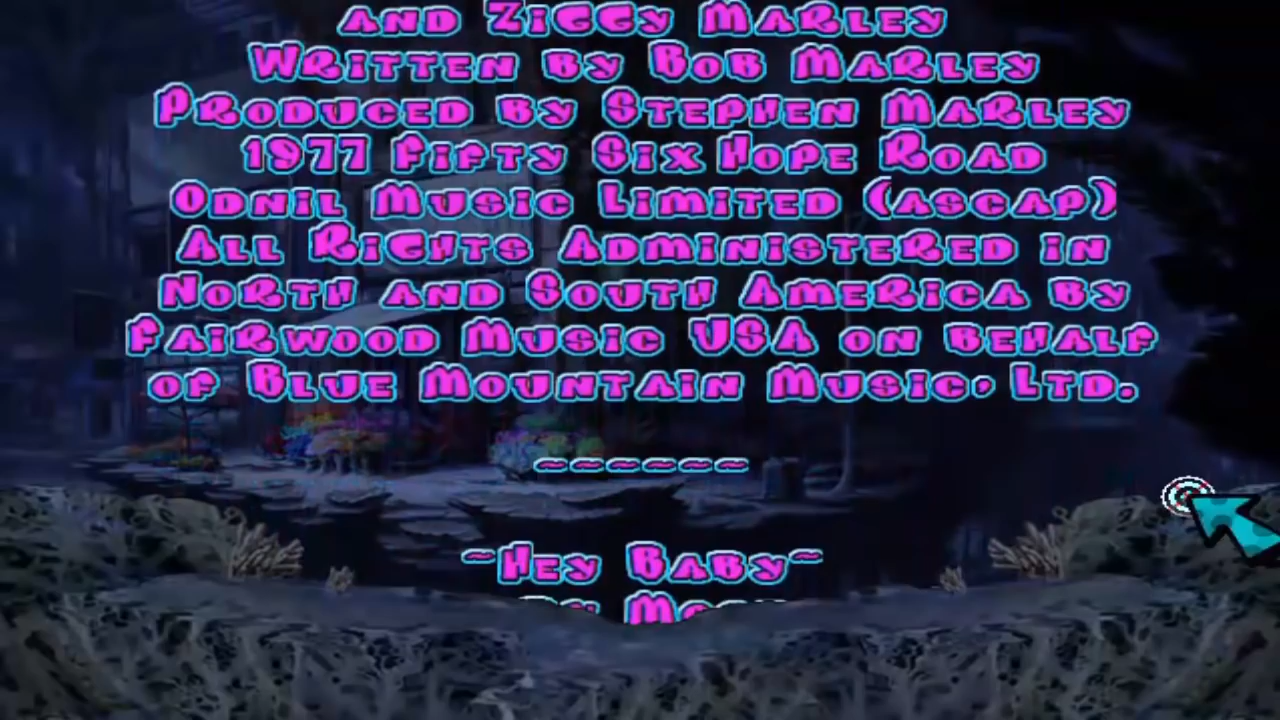 and Ziggy Marley
Written by Bob Marley
Produced by Stephen Marley
1977 Fifty Six Hope Road
Odnil Music Limited (ascap)
All Rights Administered in
North and South America by
Fairwood Music USA on behalf
of Blue Mountain Music, Ltd.
~~~~~~
~Hey Baby~